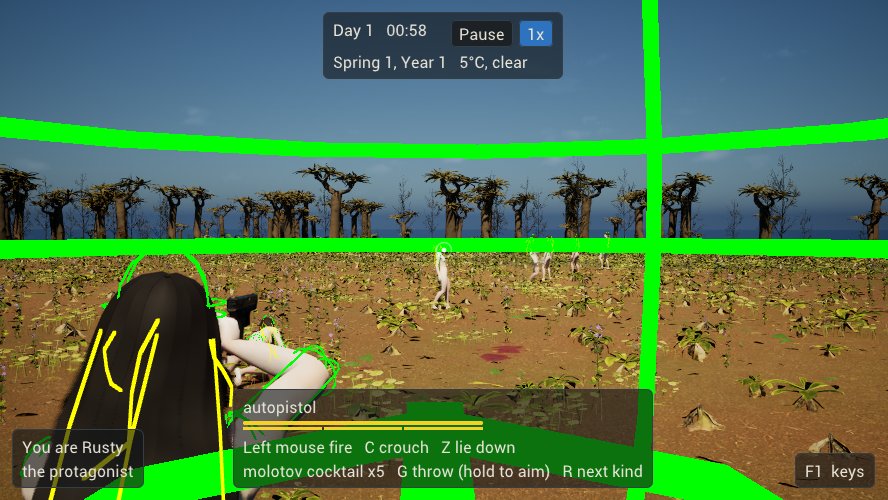 Day 1 00:58 Pause 1x
Spring 1, Year 1 5°C, clear
autopistol
Left mouse fire C crouch Z lie down
molotov cocktail x5 G throw (hold to aim) R next kind
You are Rusty
the protagonist
F1 keys